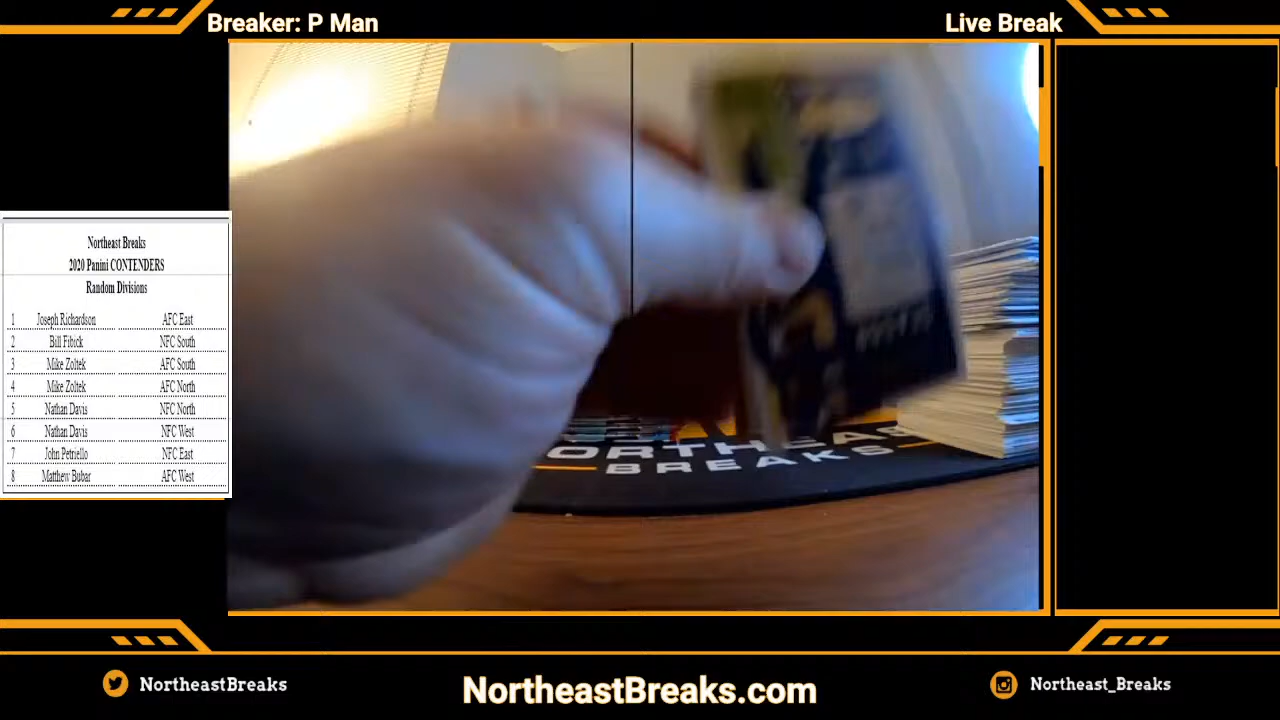 Breaker: P Man
Live Break
Northeast Breaks
2020 Panini CONTENDERS
Random Divisions
1 Joseph Richardson AFC East
2 Bill Fibick NFC South
3 Mike Zoltek AFC South
4 Mike Zoltek AFC North
5 Nathan Davis NFC North
6 Nathan Davis NFC West
7 John Petriello NFC East
8 Matthew Bubar AFC West
BREAKS
NortheastBreaks
NortheastBreaks.com
Northeast_Breaks